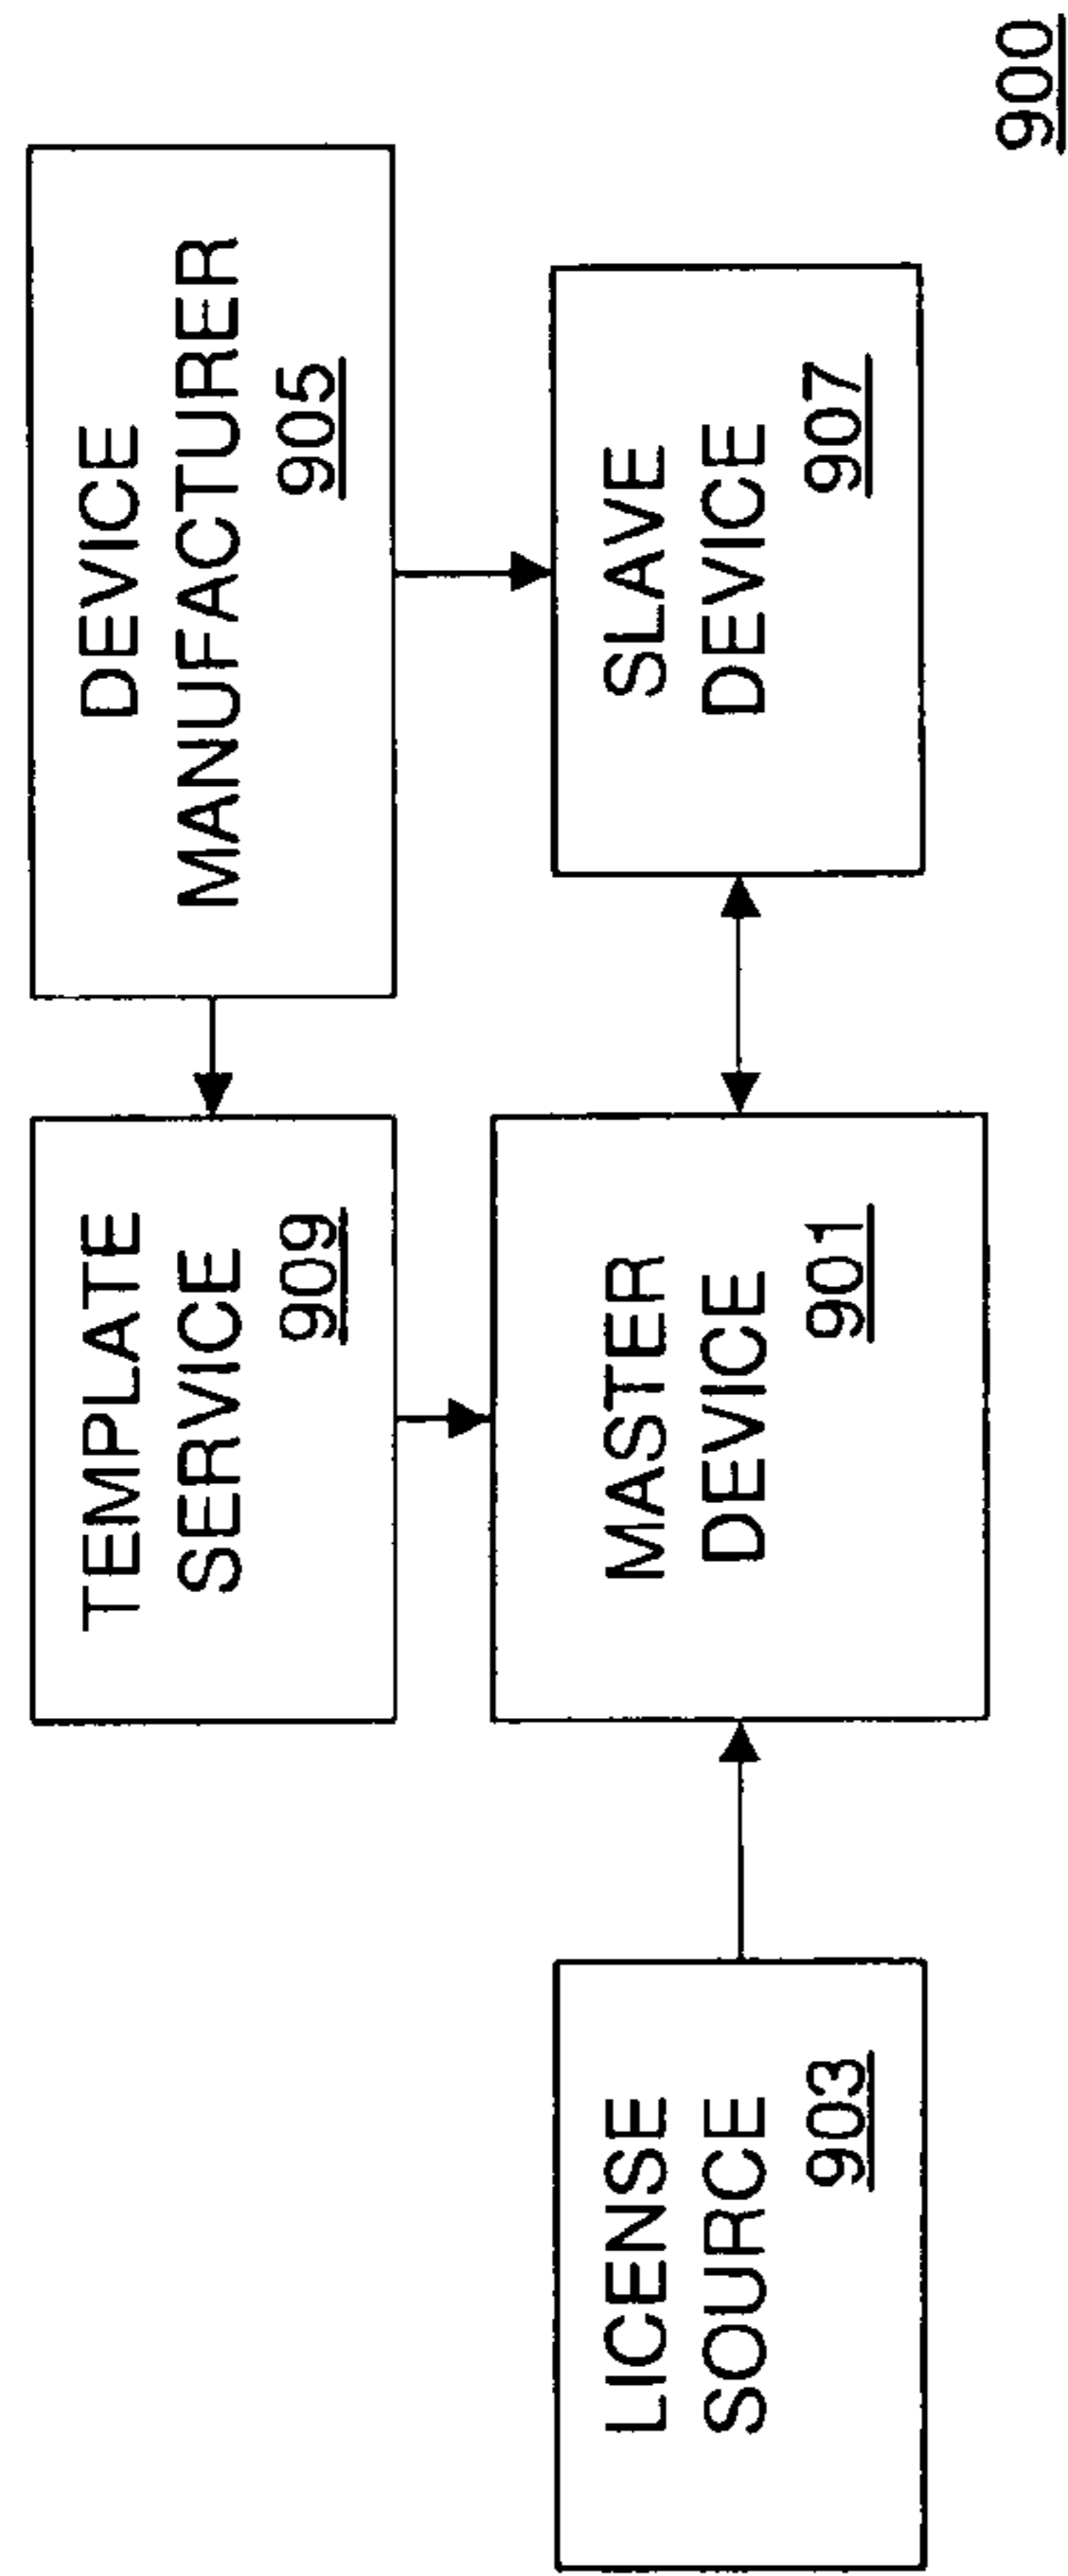 TEMPLATE
SERVICE
909
DEVICE
MANUFACTURER
905
LICENSE
SOURCE
903
MASTER
DEVICE
901
SLAVE
DEVICE
907
900